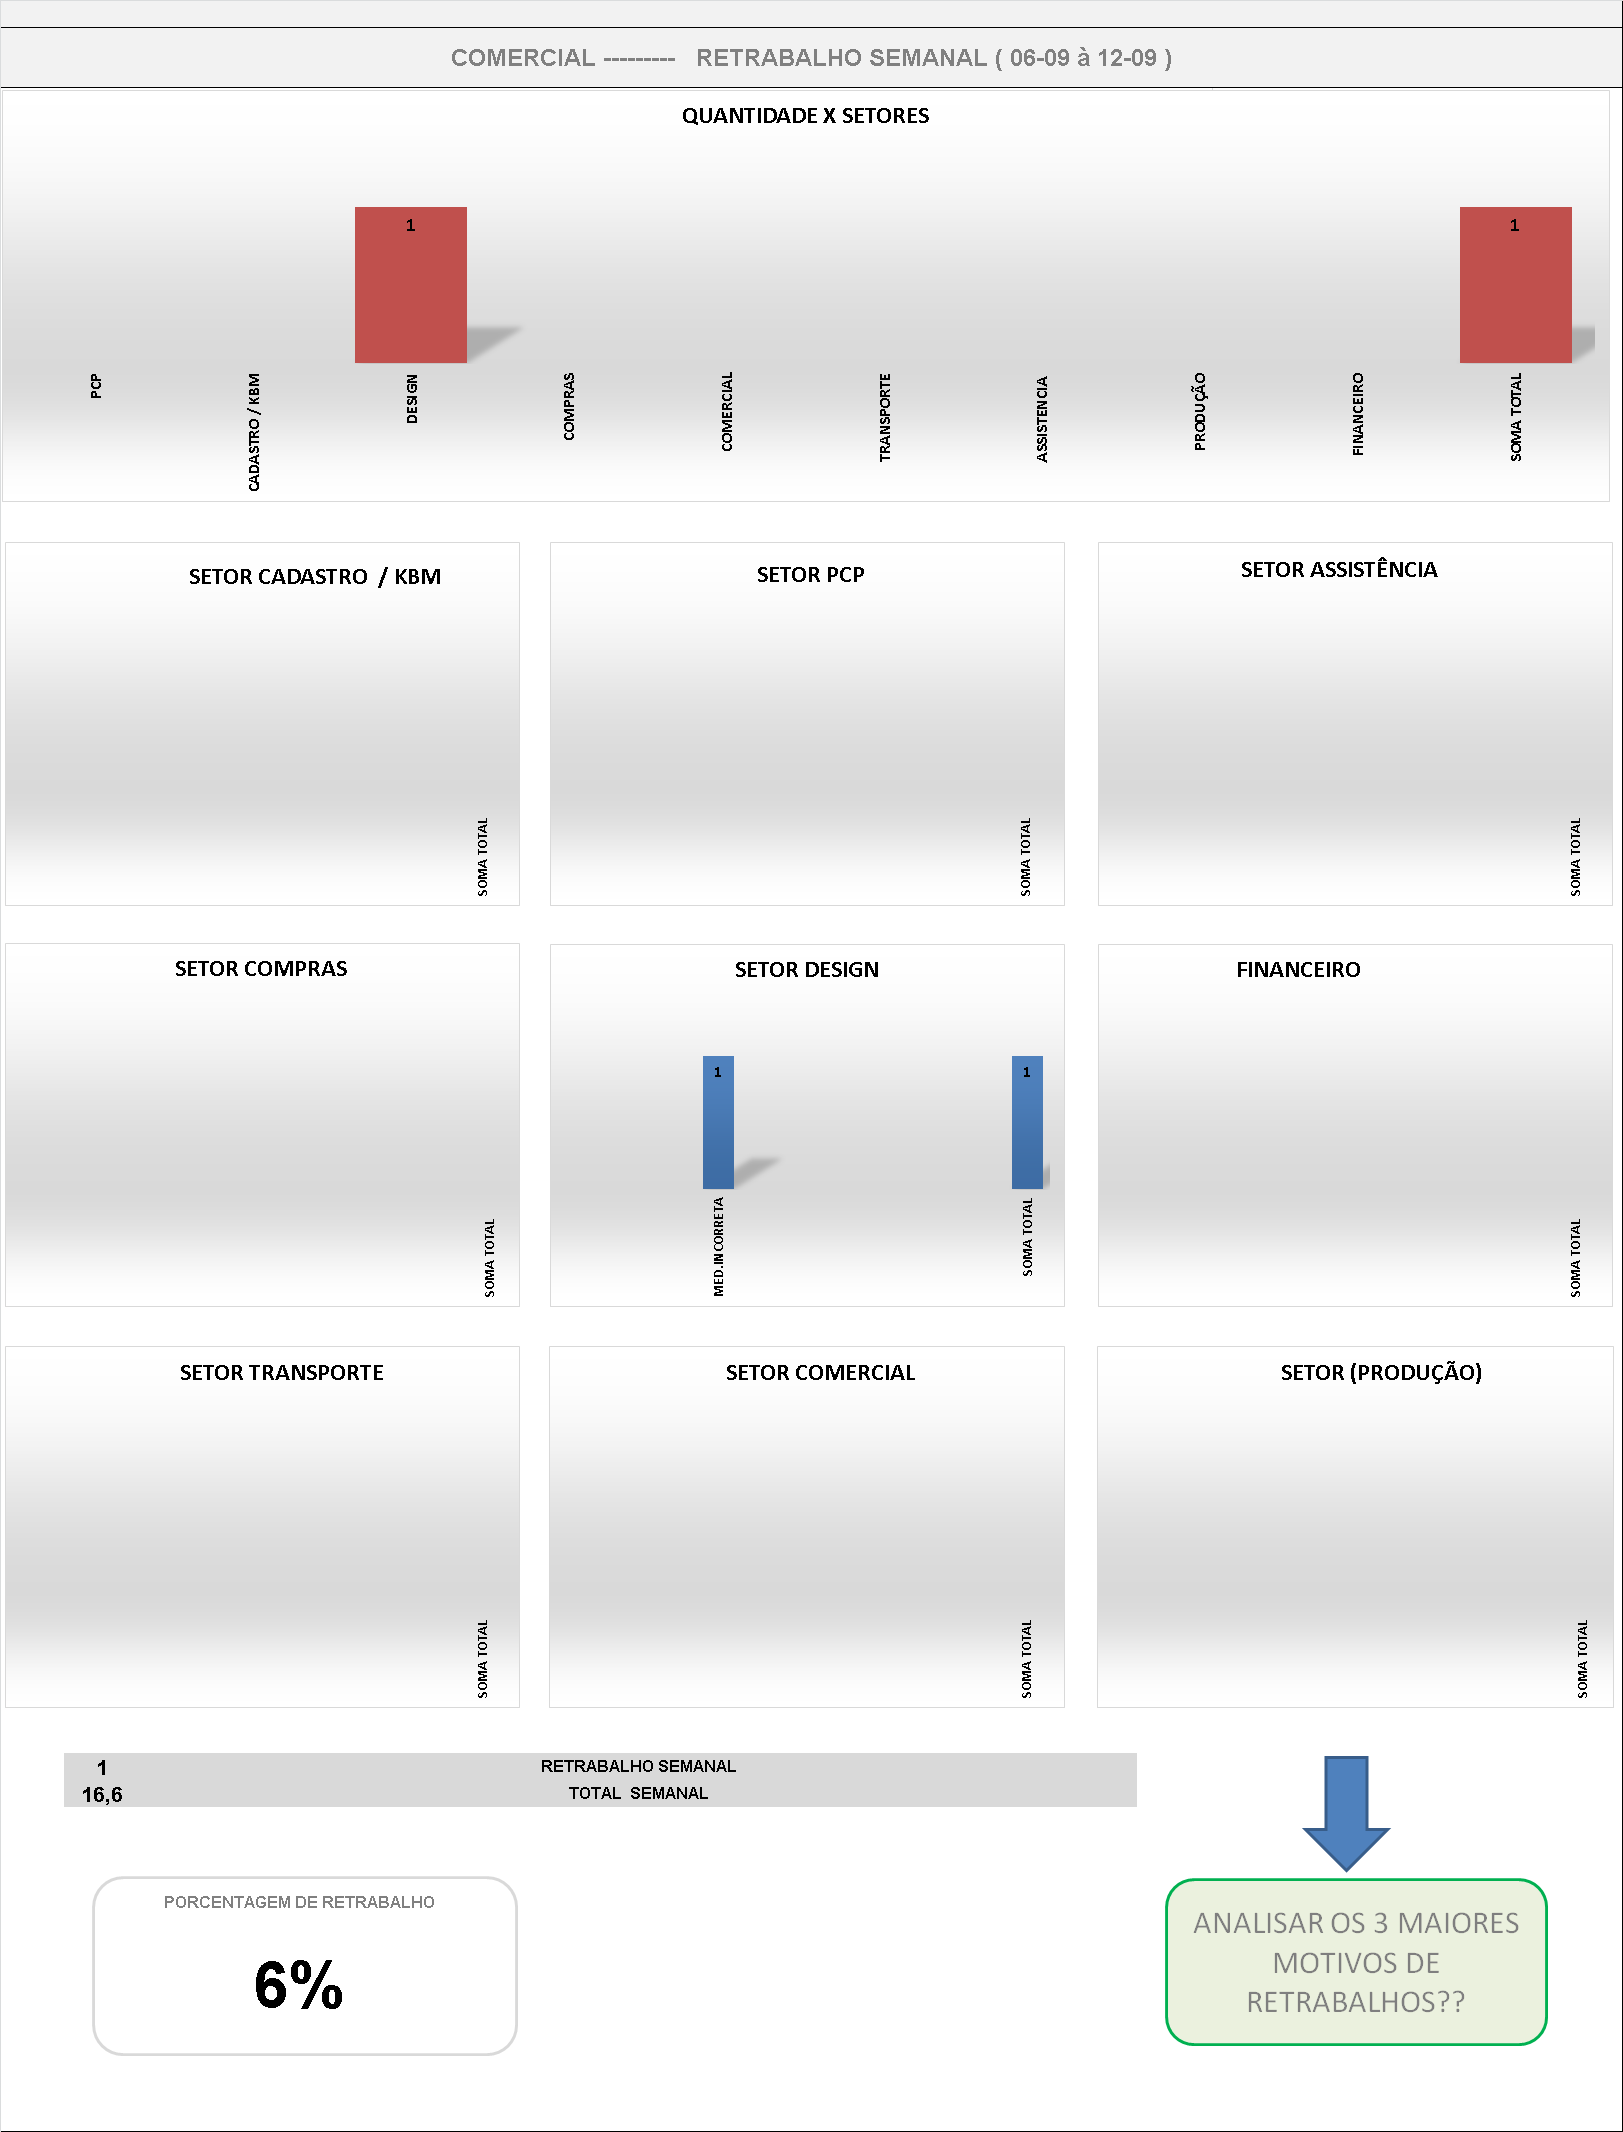 COMERCIAL --------- RETRABALHO SEMANAL ( 06-09 à 12-09 )
QUANTIDADE X SETORES
1
1
PCP
CADASTRO / KBM
DESIGN
COMPRAS
COMERCIAL
TRANSPORTE
ASSISTENCIA
PRODUÇÃO
FINANCEIRO
SOMA TOTAL
SETOR CADASTRO / KBM
SOMA TOTAL
SETOR PCP
SOMA TOTAL
SETOR ASSISTÊNCIA
SOMA TOTAL
SETOR COMPRAS
SOMA TOTAL
SETOR DESIGN
1
1
MED.INCORRETA
SOMA TOTAL
FINANCEIRO
SOMA TOTAL
SETOR TRANSPORTE
SOMA TOTAL
SETOR COMERCIAL
SOMA TOTAL
SETOR (PRODUÇÃO)
SOMA TOTAL
1 RETRABALHO SEMANAL
16,6 TOTAL SEMANAL
PORCENTAGEM DE RETRABALHO
6%
ANALISAR OS 3 MAIORES
MOTIVOS DE
RETRABALHOS??